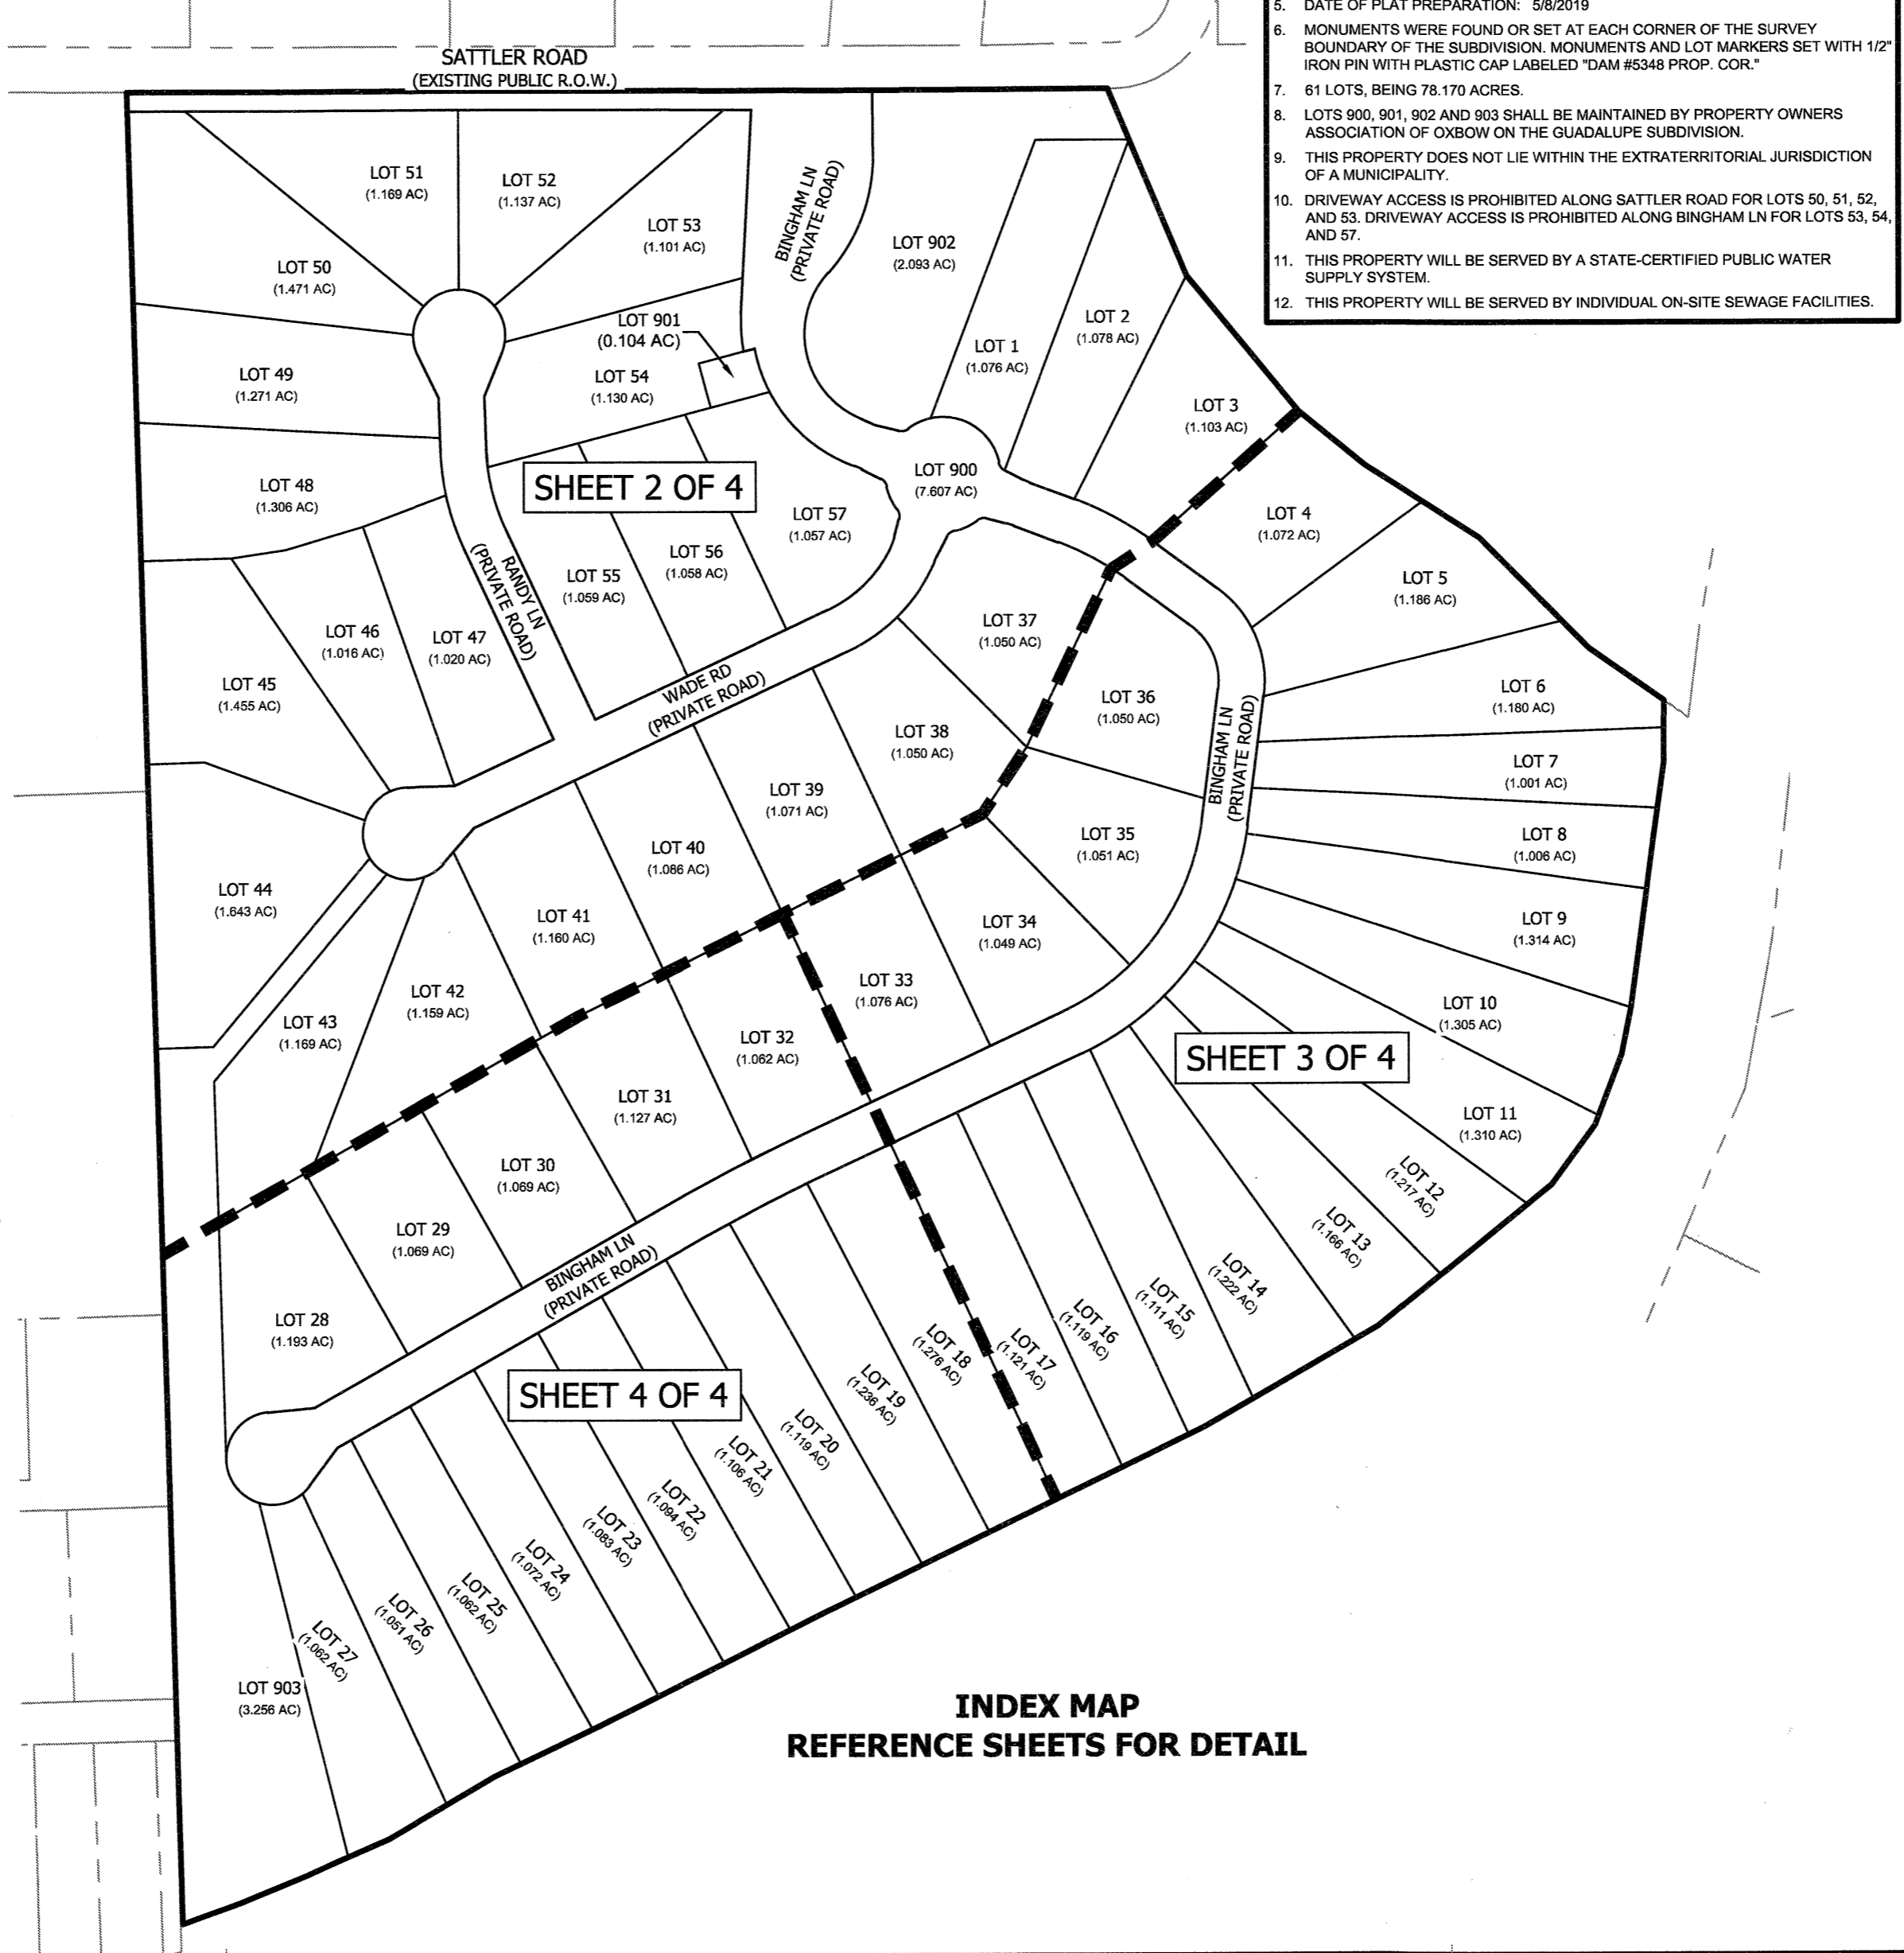 5. DATE OF PLAT PREPARATION: 5/8/2019
6. MONUMENTS WERE FOUND OR SET AT EACH CORNER OF THE SURVEY
BOUNDARY OF THE SUBDIVISION. MONUMENTS AND LOT MARKERS SET WITH 1/2"
IRON PIN WITH PLASTIC CAP LABELED "DAM #5348 PROP. COR."
7. 61 LOTS, BEING 78.170 ACRES.
8. LOTS 900, 901, 902 AND 903 SHALL BE MAINTAINED BY PROPERTY OWNERS
ASSOCIATION OF OXBOW ON THE GUADALUPE SUBDIVISION.
9. THIS PROPERTY DOES NOT LIE WITHIN THE EXTRATERRITORIAL JURISDICTION
OF A MUNICIPALITY.
10. DRIVEWAY ACCESS IS PROHIBITED ALONG SATTLER ROAD FOR LOTS 50, 51, 52,
AND 53. DRIVEWAY ACCESS IS PROHIBITED ALONG BINGHAM LN FOR LOTS 53, 54,
AND 57.
11. THIS PROPERTY WILL BE SERVED BY A STATE-CERTIFIED PUBLIC WATER
SUPPLY SYSTEM.
12. THIS PROPERTY WILL BE SERVED BY INDIVIDUAL ON-SITE SEWAGE FACILITIES.
SATTLER ROAD
(EXISTING PUBLIC R.O.W.)
LOT 51
(1.169 AC)
LOT 52
(1.137 AC)
LOT 53
(1.101 AC)
BINGHAM LN
(PRIVATE ROAD)
LOT 902
(2.093 AC)
LOT 50
(1.471 AC)
LOT 901
(0.104 AC)
LOT 2
(1.078 AC)
LOT 1
(1.076 AC)
LOT 49
(1.271 AC)
LOT 54
(1.130 AC)
LOT 3
(1.103 AC)
LOT 48
(1.306 AC)
SHEET 2 OF 4
LOT 900
(7.607 AC)
LOT 57
(1.057 AC)
LOT 4
(1.072 AC)
LOT 56
(1.058 AC)
LOT 55
(1.059 AC)
RANDY LN
(PRIVATE ROAD)
LOT 5
(1.186 AC)
LOT 46
(1.016 AC)
LOT 47
(1.020 AC)
LOT 37
(1.050 AC)
LOT 45
(1.455 AC)
WADE RD
(PRIVATE ROAD)
LOT 36
(1.050 AC)
LOT 6
(1.180 AC)
LOT 38
(1.050 AC)
BINGHAM LN
(PRIVATE ROAD)
LOT 7
(1.001 AC)
LOT 39
(1.071 AC)
LOT 35
(1.051 AC)
LOT 8
(1.006 AC)
LOT 40
(1.086 AC)
LOT 44
(1.643 AC)
LOT 41
(1.160 AC)
LOT 34
(1.049 AC)
LOT 9
(1.314 AC)
LOT 42
(1.159 AC)
LOT 33
(1.076 AC)
LOT 10
(1.305 AC)
LOT 43
(1.169 AC)
LOT 32
(1.062 AC)
SHEET 3 OF 4
LOT 31
(1.127 AC)
LOT 11
(1.310 AC)
LOT 30
(1.069 AC)
LOT 12
(1.217 AC)
LOT 29
(1.069 AC)
LOT 13
(1.166 AC)
BINGHAM LN
(PRIVATE ROAD)
LOT 14
(1.222 AC)
LOT 15
(1.111 AC)
LOT 16
(1.119 AC)
LOT 28
(1.193 AC)
LOT 17
(1.121 AC)
LOT 18
(1.276 AC)
SHEET 4 OF 4
LOT 19
(1.236 AC)
LOT 20
(1.119 AC)
LOT 21
(1.106 AC)
LOT 22
(1.094 AC)
LOT 23
(1.083 AC)
LOT 24
(1.072 AC)
LOT 25
(1.062 AC)
LOT 26
(1.051 AC)
LOT 27
(1.062 AC)
LOT 903
(3.256 AC)
INDEX MAP
REFERENCE SHEETS FOR DETAIL